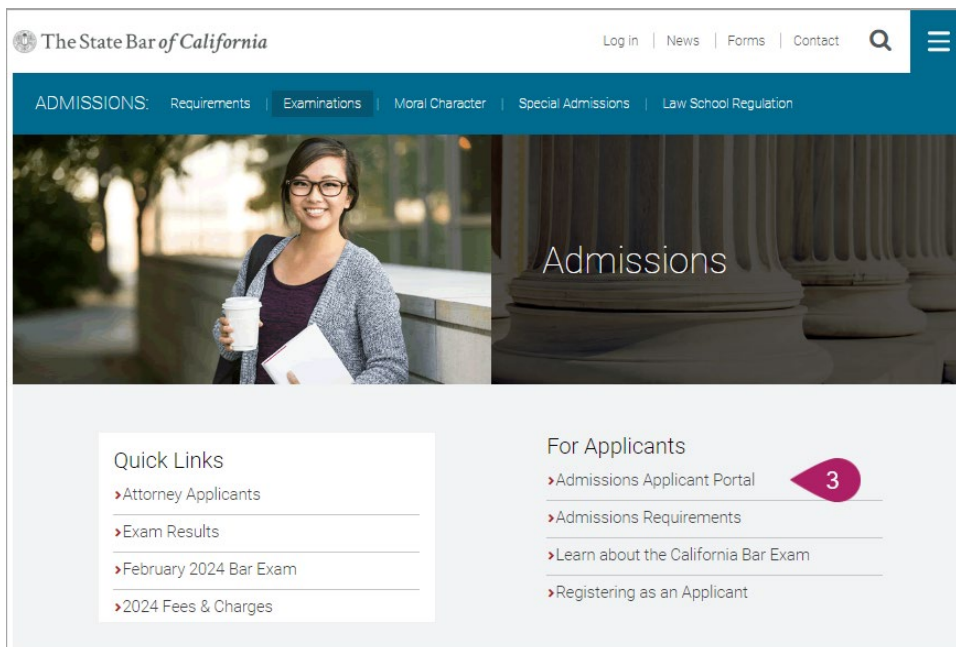 The State Bar of California
Log in | News | Forms | Contact
ADMISSIONS: Requirements | Examinations | Moral Character | Special Admissions | Law School Regulation
Admissions
Quick Links
›Attorney Applicants
›Exam Results
›February 2024 Bar Exam
›2024 Fees & Charges
For Applicants
›Admissions Applicant Portal 3
›Admissions Requirements
›Learn about the California Bar Exam
›Registering as an Applicant